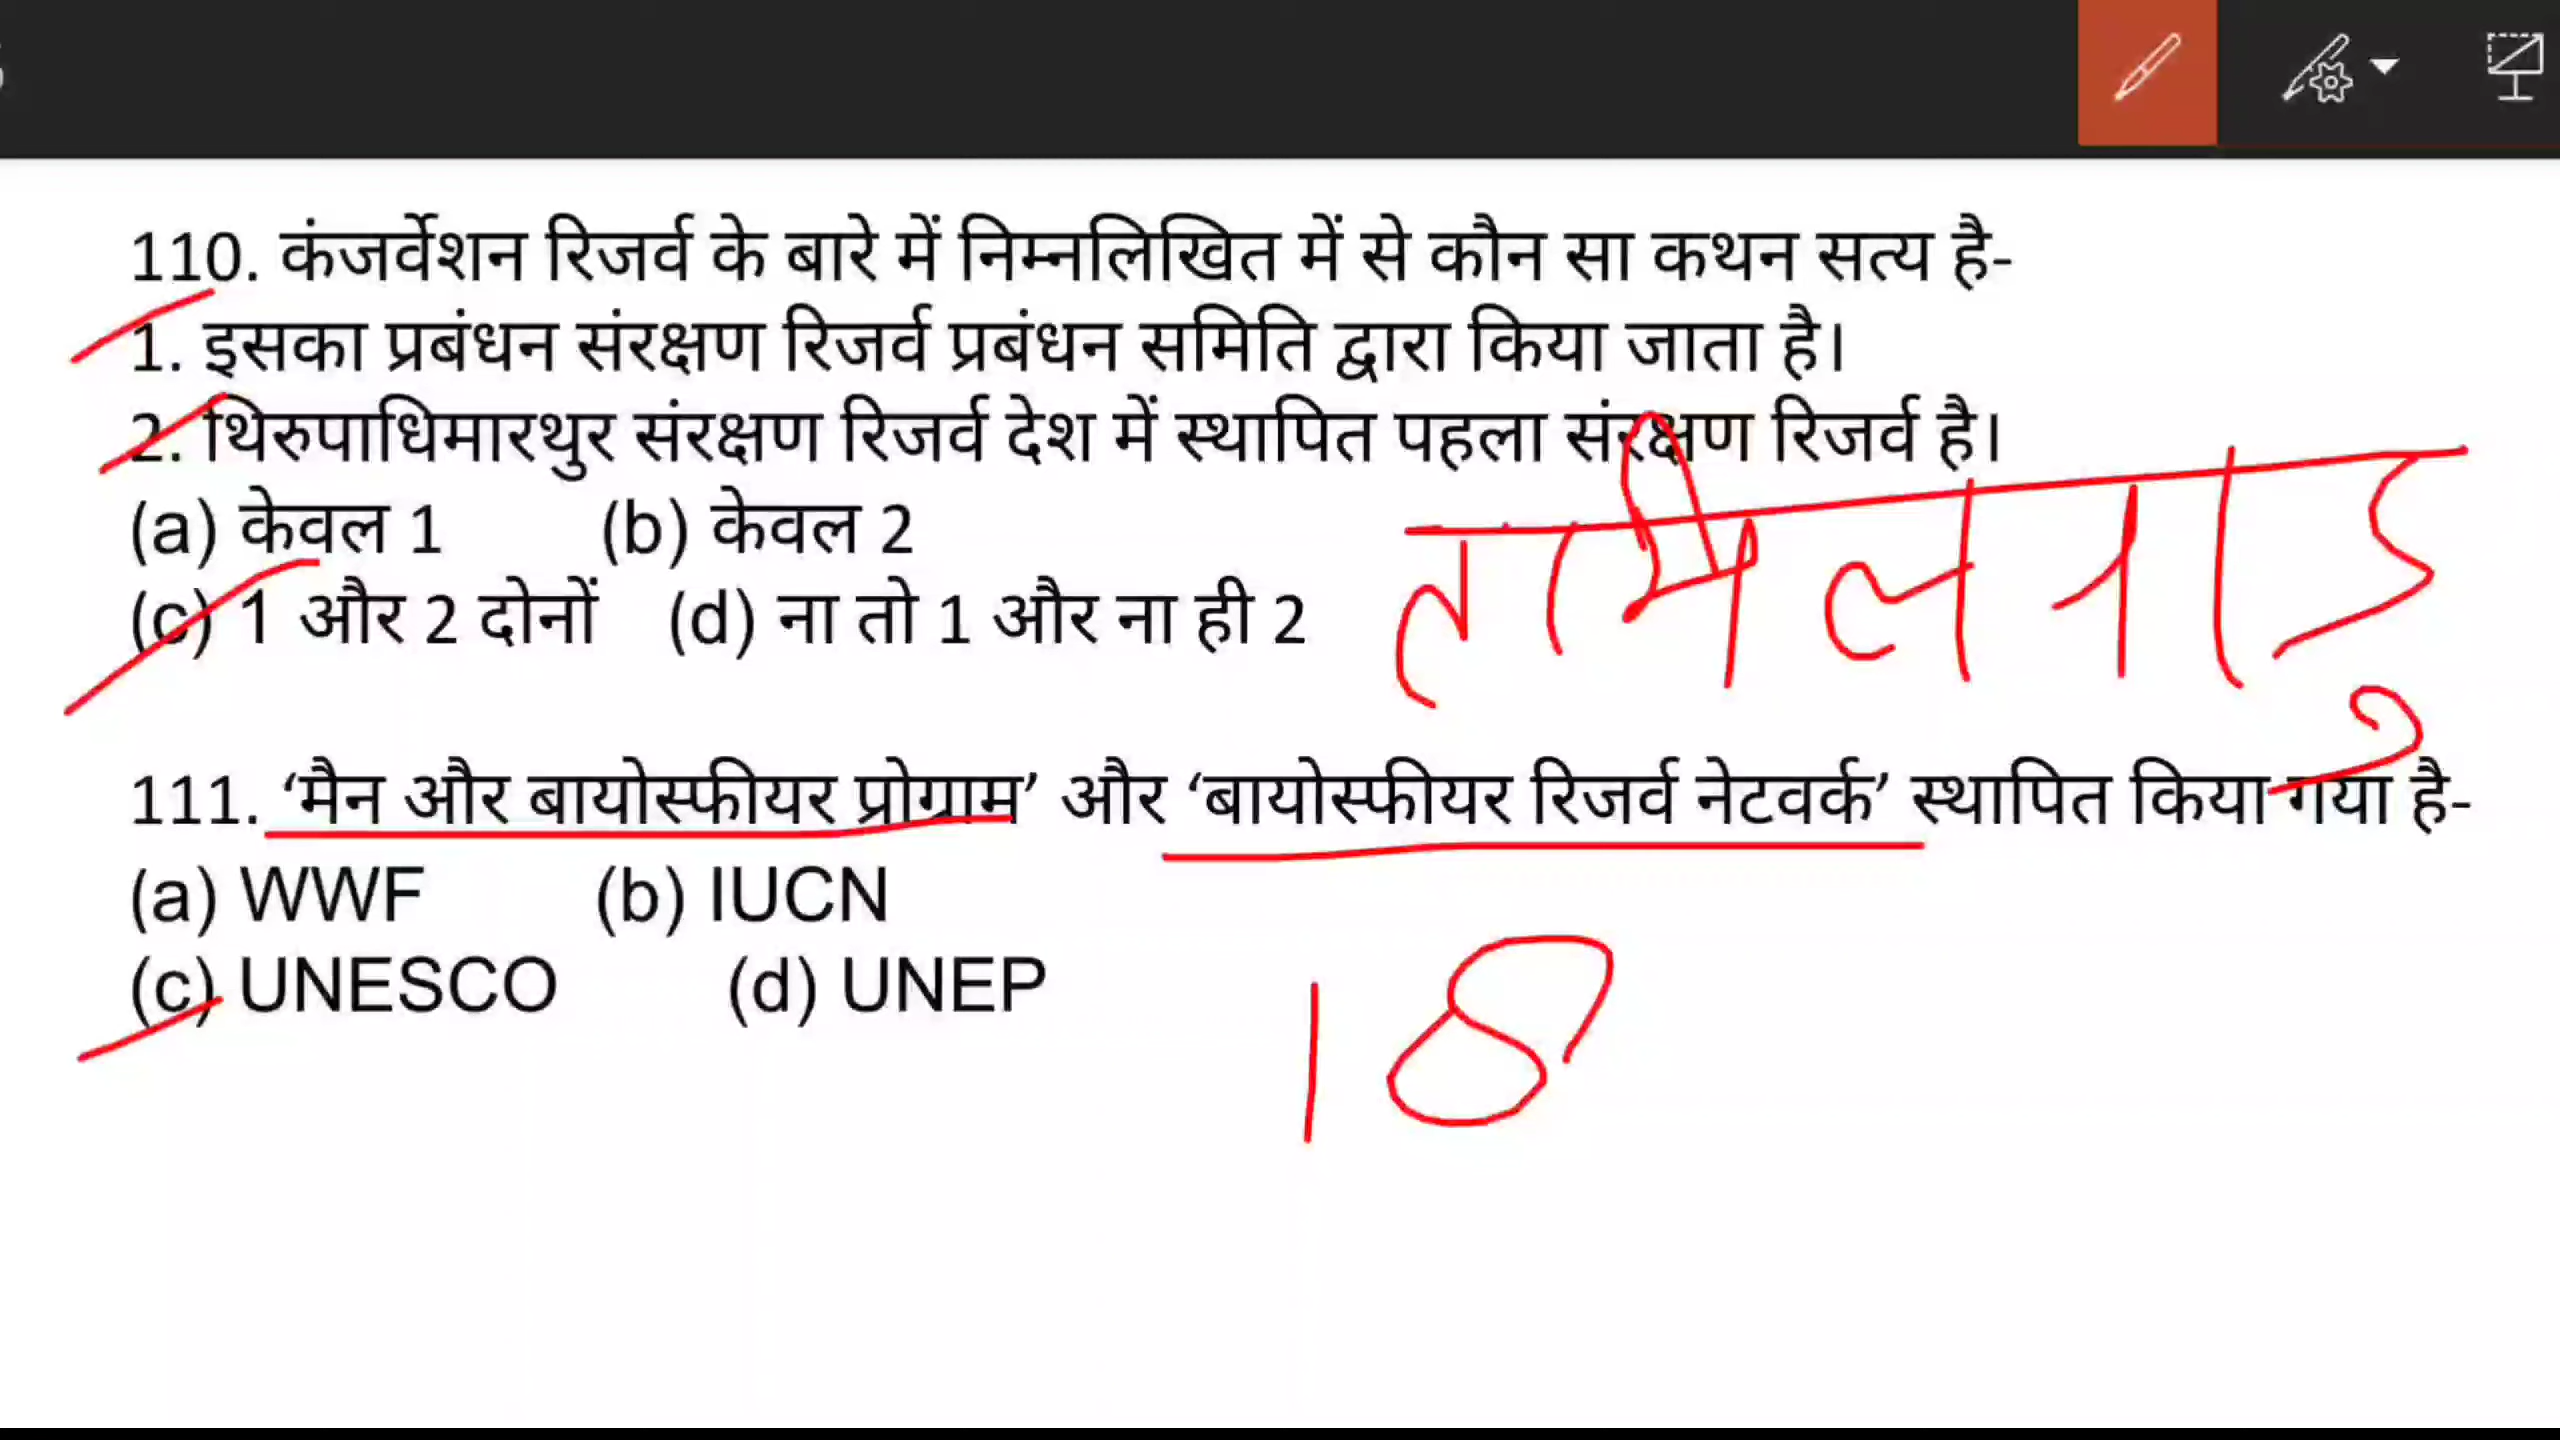 110. कंजर्वेशन रिजर्व के बारे में निम्नलिखित में से कौन सा कथन सत्य है-
1. इसका प्रबंधन संरक्षण रिजर्व प्रबंधन समिति द्वारा किया जाता है।
2. थिरुपाधिमारथुर संरक्षण रिजर्व देश में स्थापित पहला संरक्षण रिजर्व है।
(a) केवल 1 (b) केवल 2
(c) 1 और 2 दोनों (d) ना तो 1 और ना ही 2
तामिलनाडु
111. ‘मैन और बायोस्फीयर प्रोग्राम’ और ‘बायोस्फीयर रिजर्व नेटवर्क’ स्थापित किया गया है-
(a) WWF (b) IUCN
(c) UNESCO (d) UNEP
18